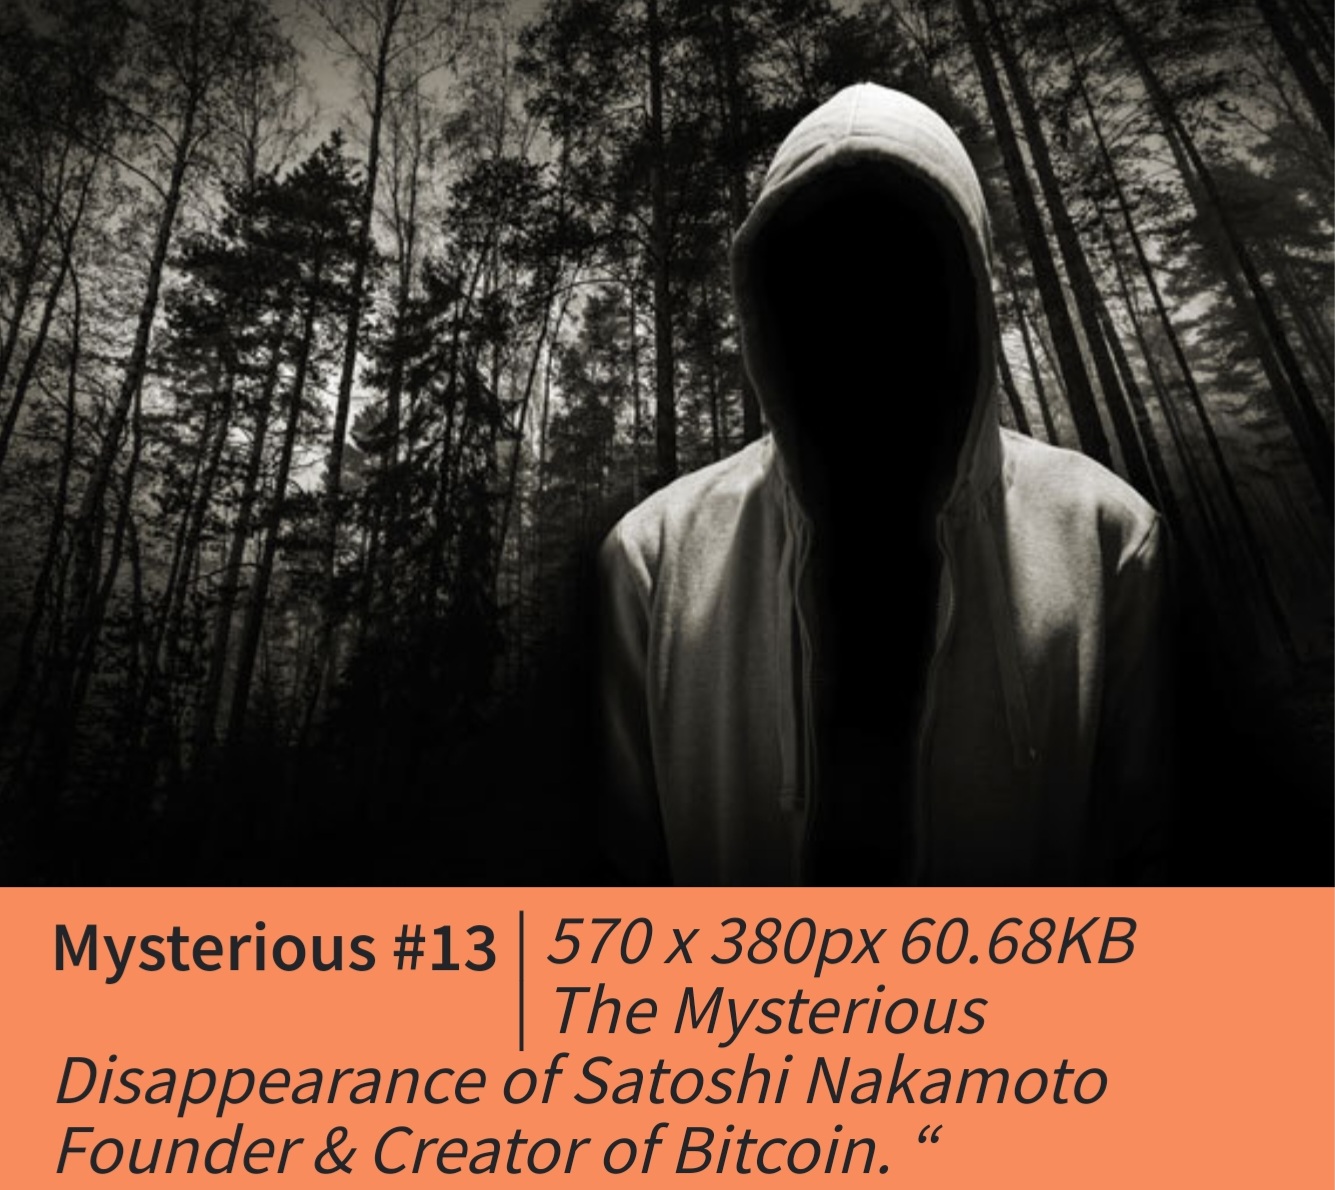 Mysterious #13
570 x 380px 60.68KB
The Mysterious
Disappearance of Satoshi Nakamoto
Founder & Creator of Bitcoin. “